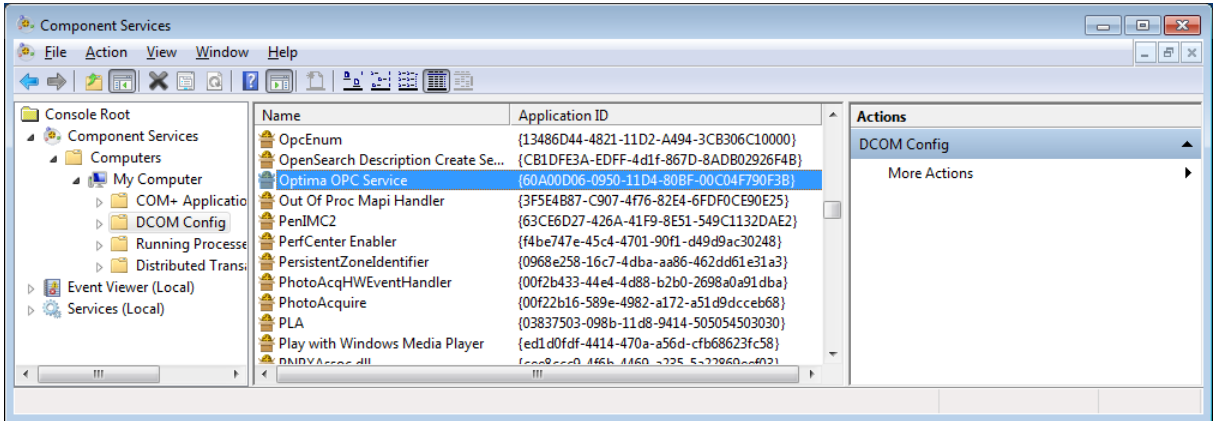 Component Services
File Action View Window Help
Console Root
Component Services
Computers
My Computer
COM+ Applicatio
DCOM Config
Running Processe
Distributed Transa
Event Viewer (Local)
Services (Local)
Name Application ID
OpcEnum {13486D44-4821-11D2-A494-3CB306C10000}
OpenSearch Description Create Se... {CB1DFE3A-EDFF-4d1f-867D-8ADB02926F4B}
Optima OPC Service {60A00D06-0950-11D4-80BF-00C04F790F3B}
Out Of Proc Mapi Handler {3F5E4B87-C907-4f76-82E4-6FDF0CE90E25}
PenIMC2 {63CE6D27-426A-41F9-8E51-549C1132DAE2}
PerfCenter Enabler {f4be747e-45c4-4701-90f1-d49d9ac30248}
PersistentZoneIdentifier {0968e258-16c7-4dba-aa86-462dd61e31a3}
PhotoAcqHWEventHandler {00f2b433-44e4-4d88-b2b0-2698a0a91dba}
PhotoAcquire {00f22b16-589e-4982-a172-a51d9dcceb68}
PLA {03837503-098b-11d8-9414-505054503030}
Play with Windows Media Player {ed1d0fdf-4414-470a-a56d-cfb68623fc58}
Actions
DCOM Config
More Actions